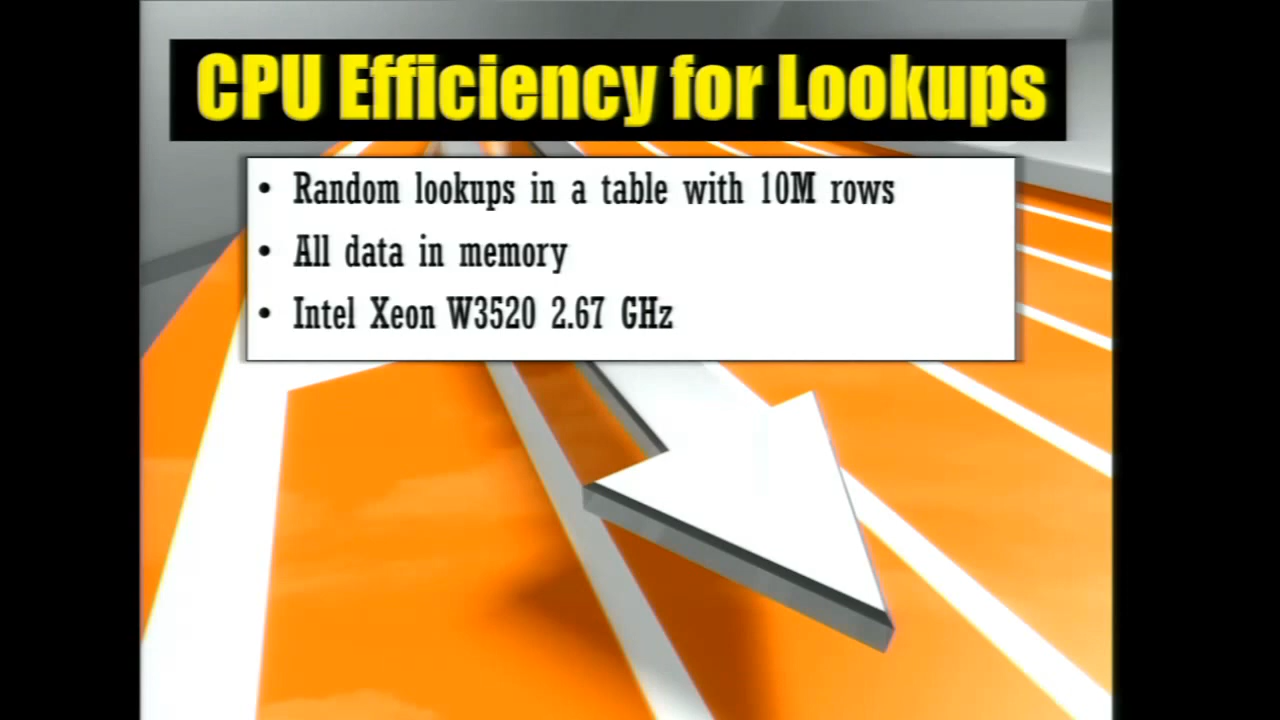 CPU Efficiency for Lookups
• Random lookups in a table with 10M rows
• All data in memory
• Intel Xeon W3520 2.67 GHz